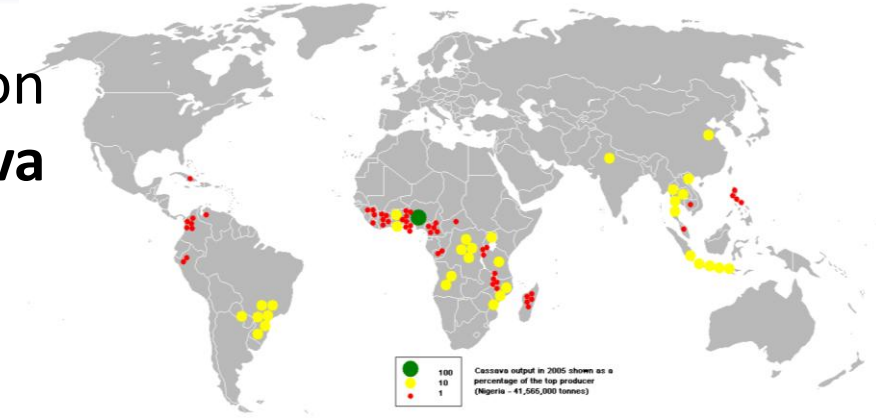 on
va
100
10
1
Cassava output in 2005 shown as a
percentage of the top producer
(Nigeria - 41,565,000 tonnes)